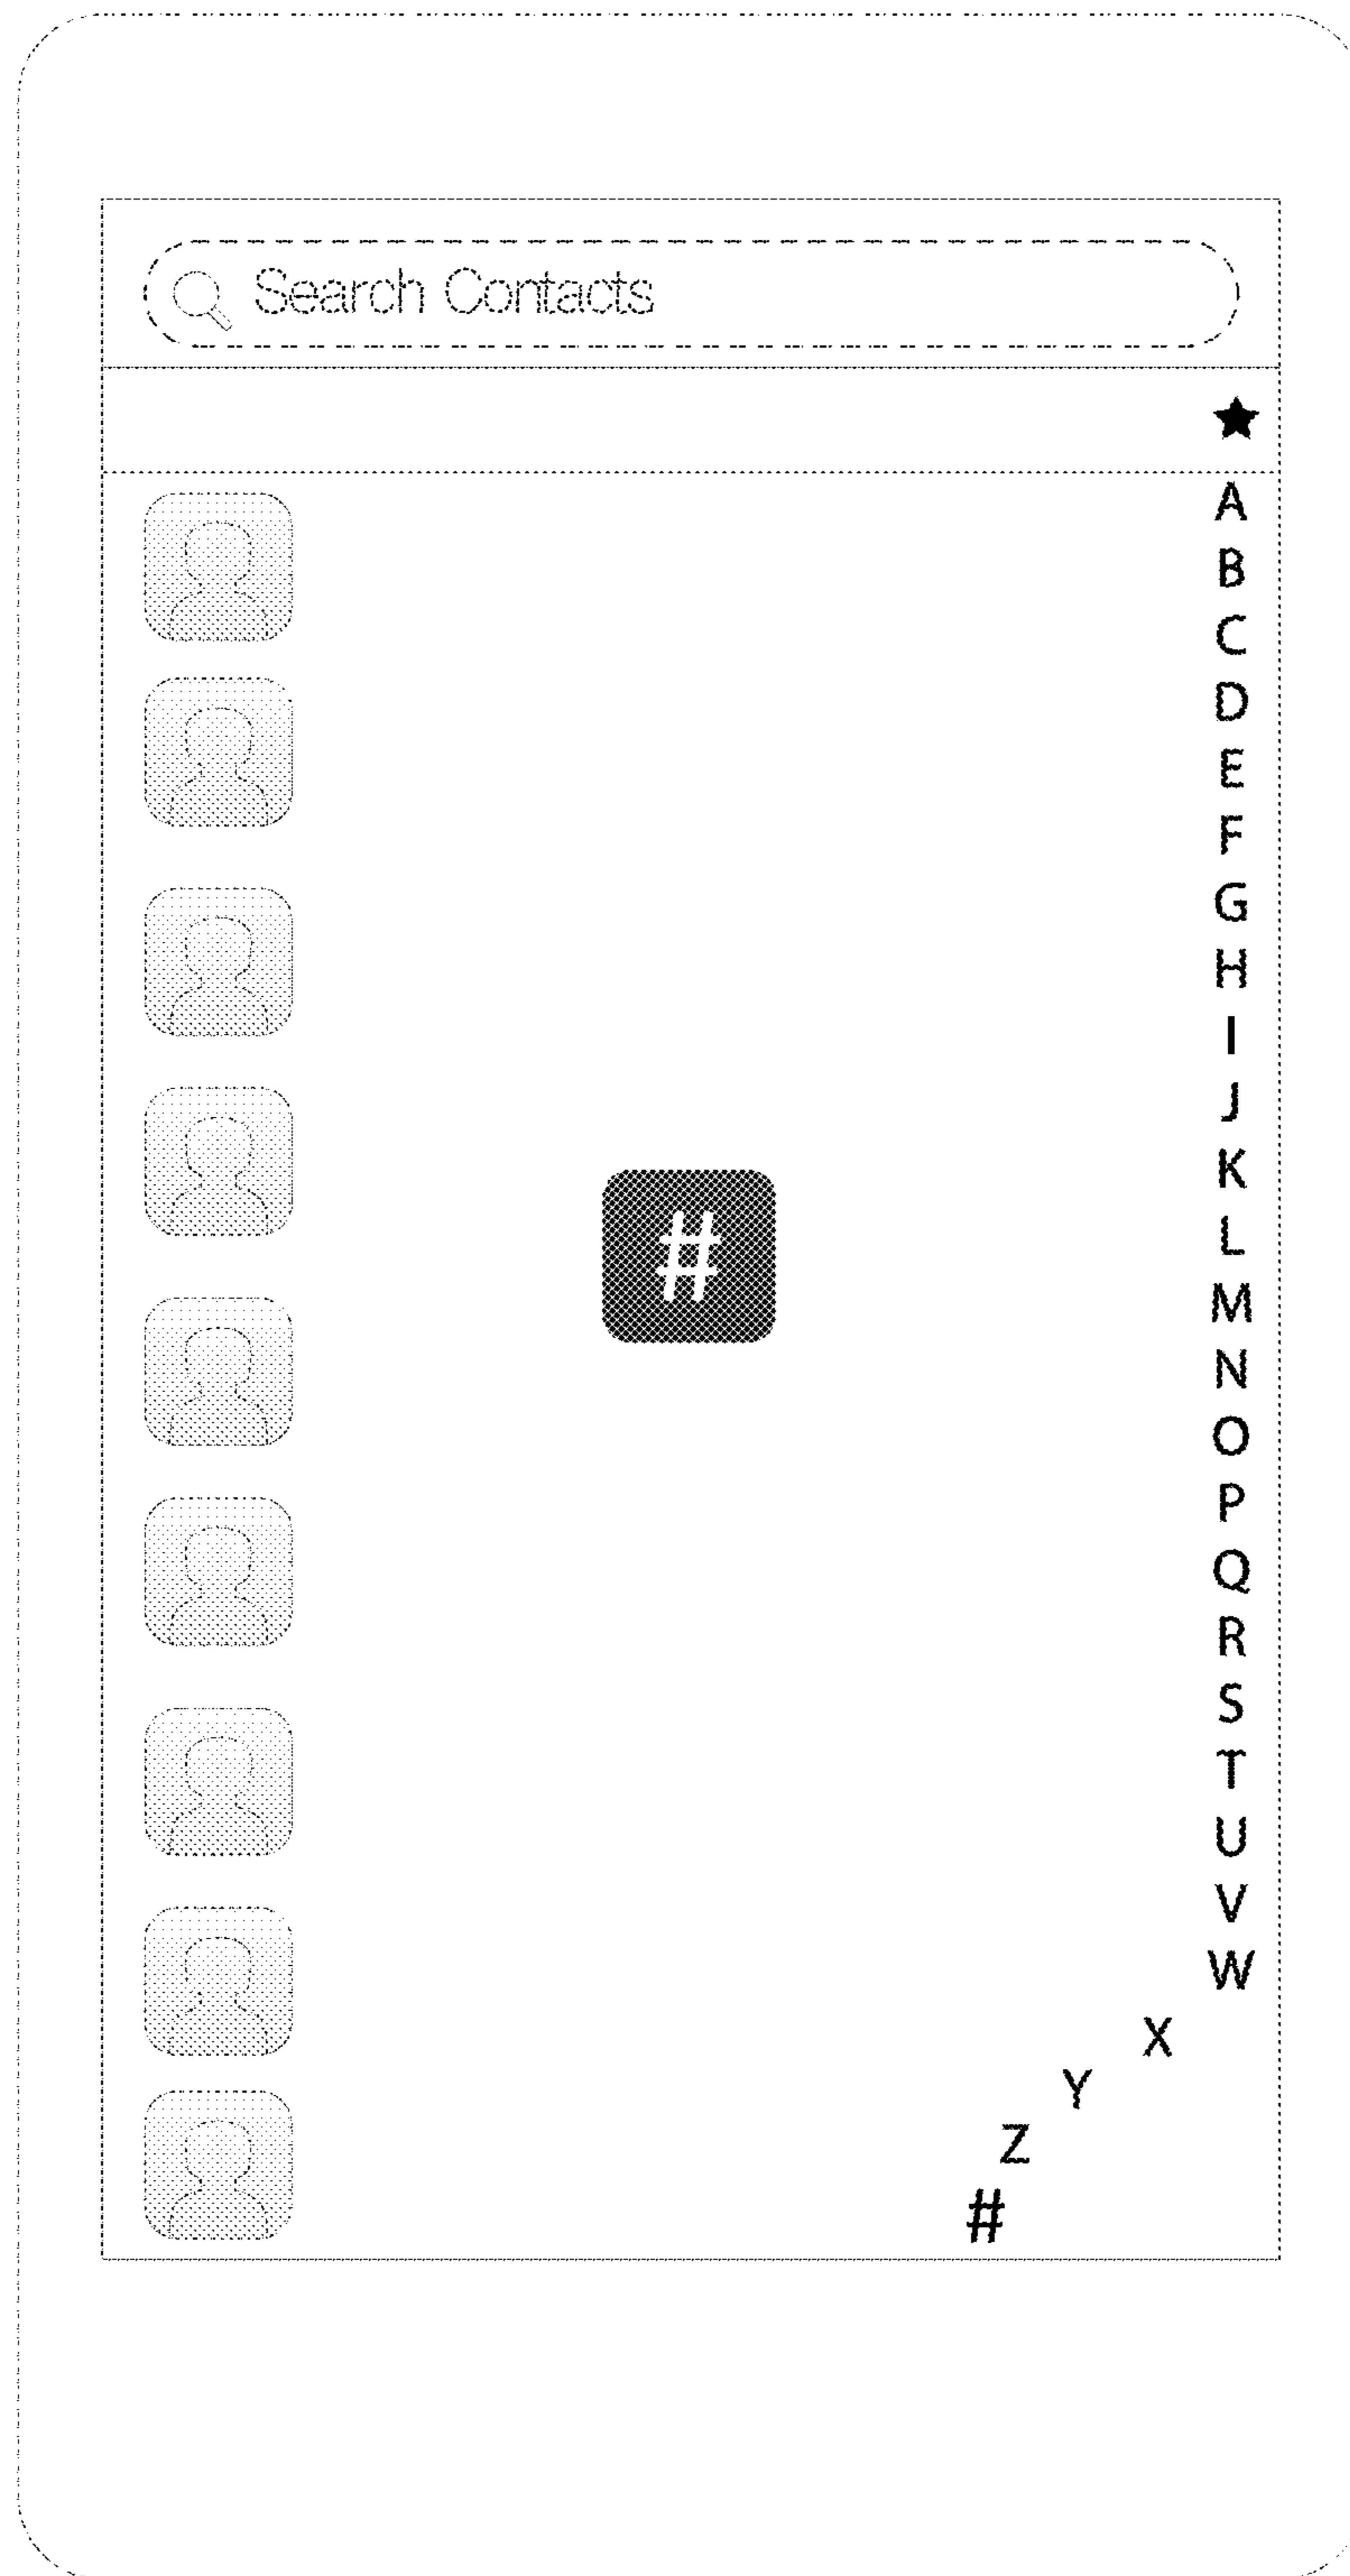 Search Contacts
★
A
B
C
D
E
F
G
H
I
J
K
#
L
M
N
O
P
Q
R
S
T
U
V
W
X
Y
Z
#